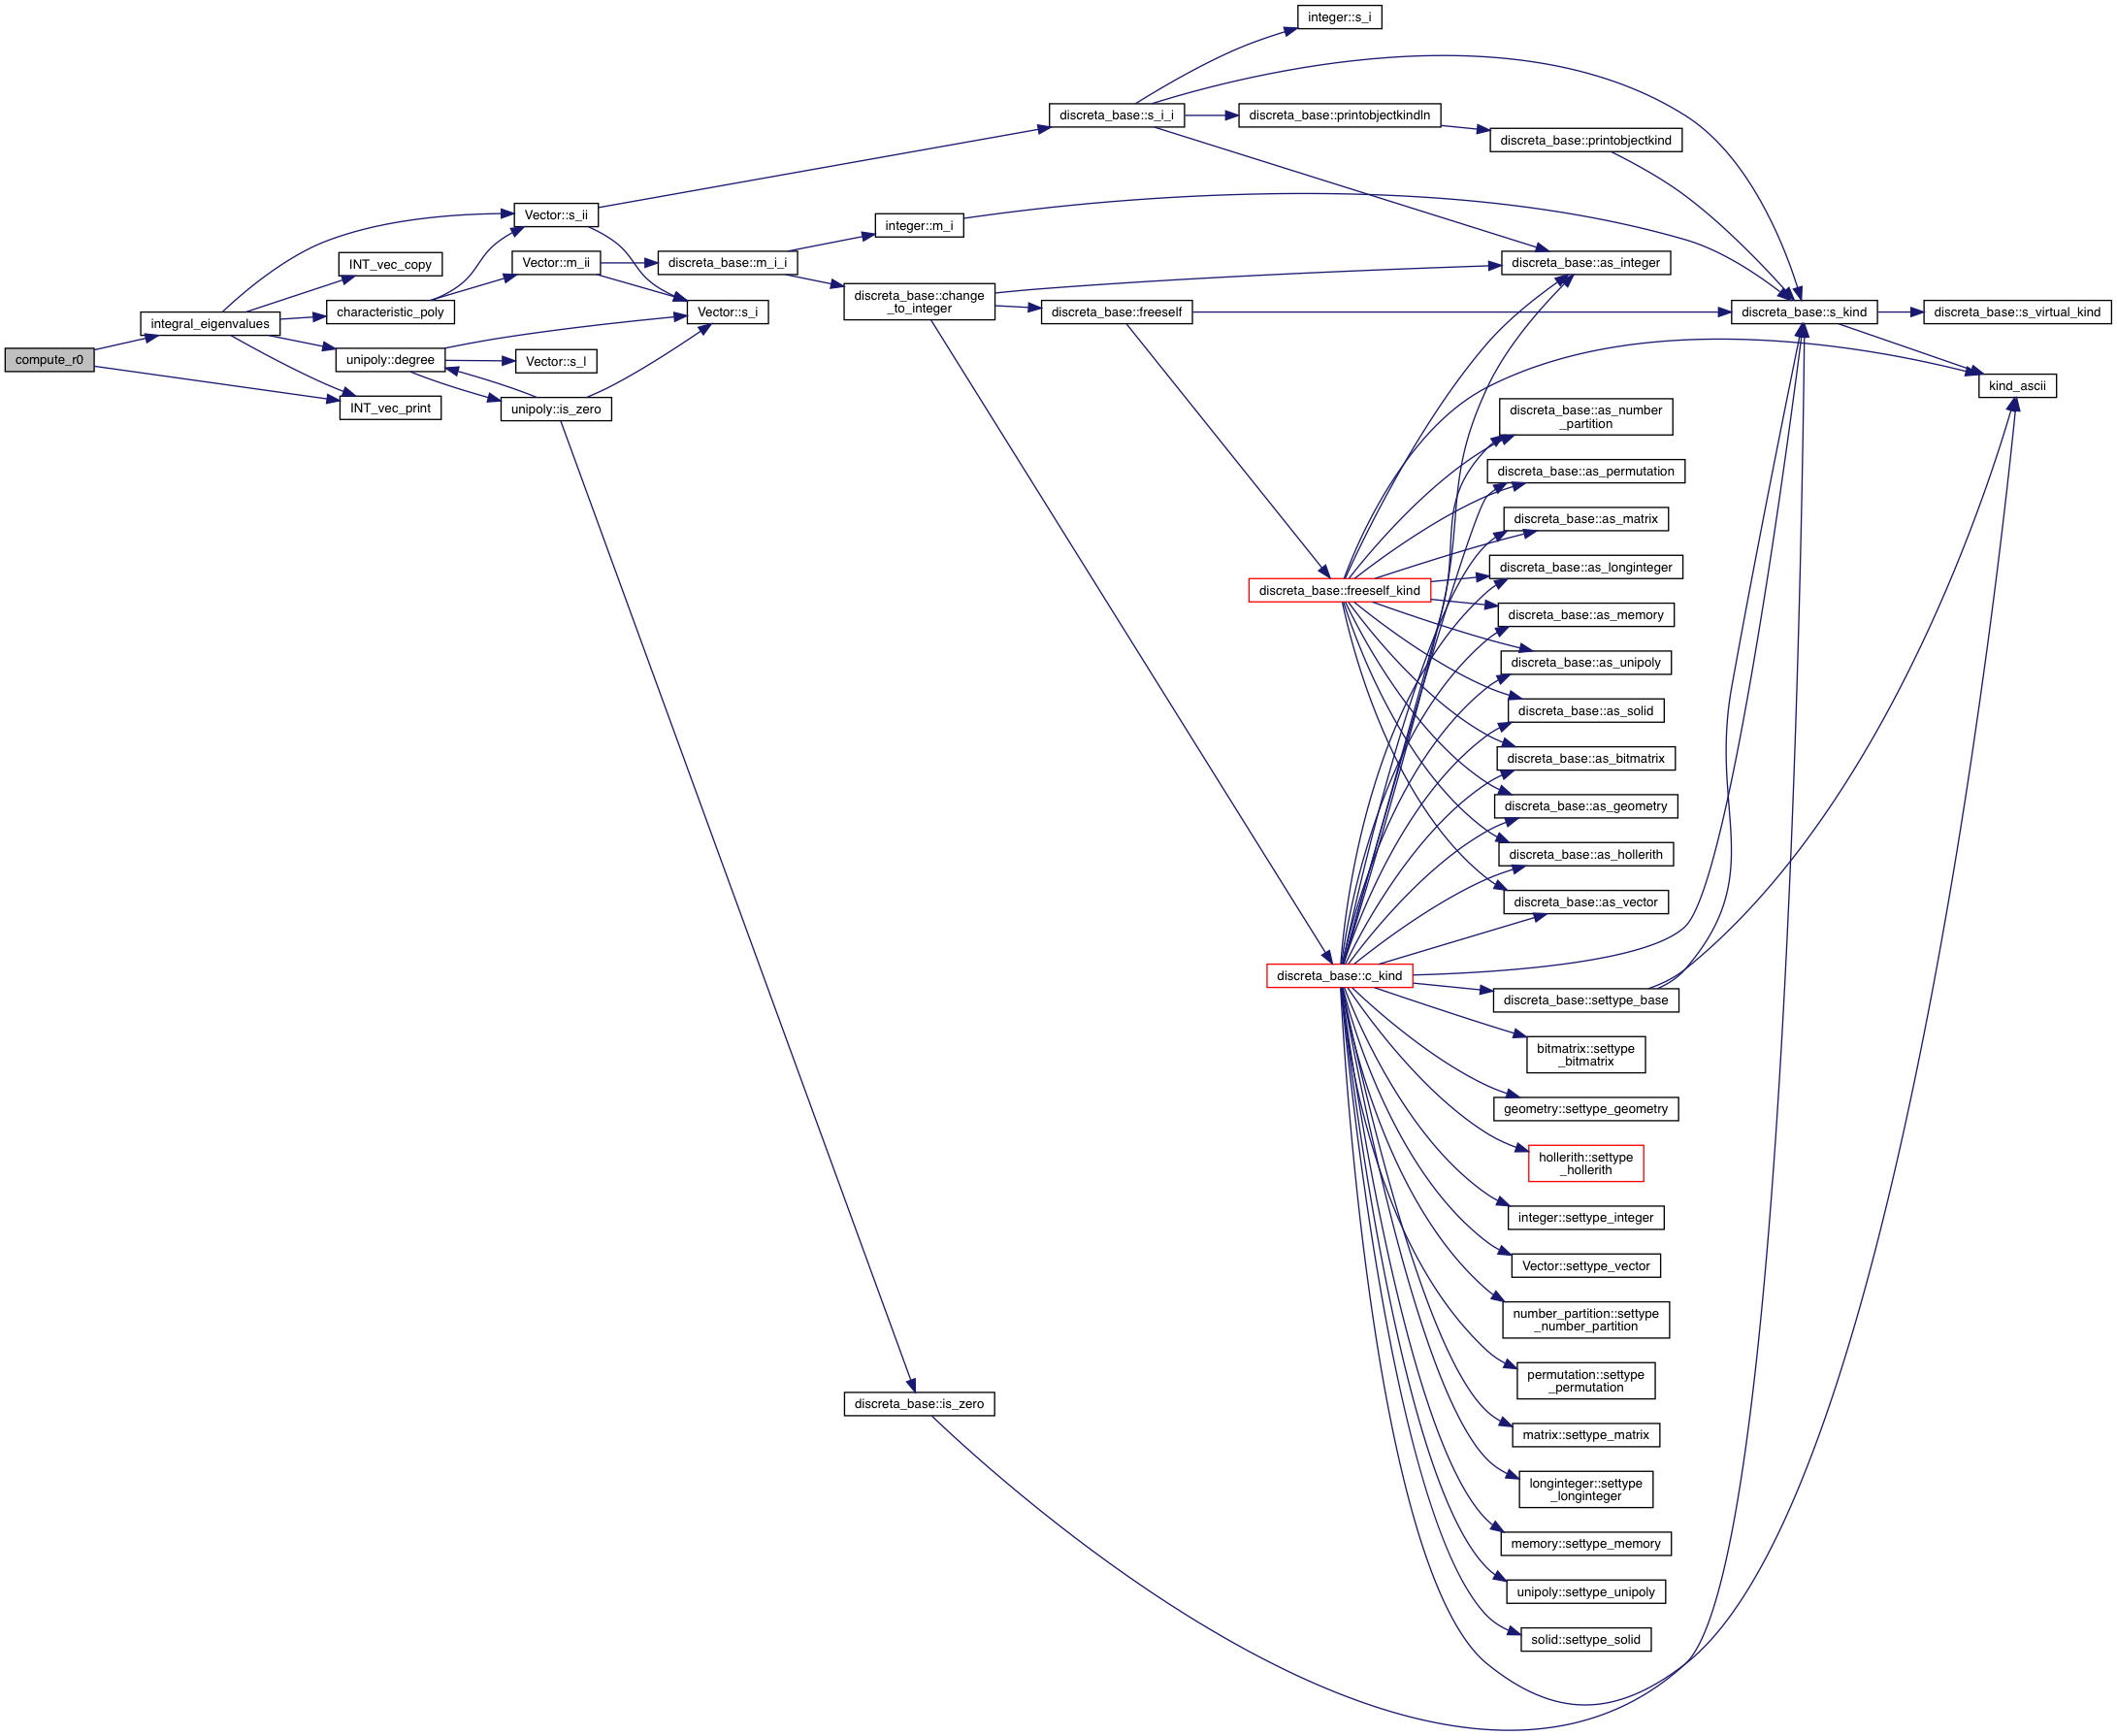 compute_r0
integral_eigenvalues
INT_vec_copy
characteristic_poly
unipoly::degree
INT_vec_print
Vector::s_ii
Vector::m_ii
Vector::s_l
unipoly::is_zero
discreta_base::m_i_i
Vector::s_i
integer::m_i
discreta_base::change
_to_integer
discreta_base::is_zero
discreta_base::s_i_i
discreta_base::freeself
integer::s_i
discreta_base::printobjectkindln
discreta_base::freeself_kind
discreta_base::c_kind
discreta_base::printobjectkind
discreta_base::as_integer
discreta_base::as_number
_partition
discreta_base::as_permutation
discreta_base::as_matrix
discreta_base::as_longinteger
discreta_base::as_memory
discreta_base::as_unipoly
discreta_base::as_solid
discreta_base::as_bitmatrix
discreta_base::as_geometry
discreta_base::as_hollerith
discreta_base::as_vector
discreta_base::settype_base
bitmatrix::settype
_bitmatrix
geometry::settype_geometry
hollerith::settype
_hollerith
integer::settype_integer
Vector::settype_vector
number_partition::settype
_number_partition
permutation::settype
_permutation
matrix::settype_matrix
longinteger::settype
_longinteger
memory::settype_memory
unipoly::settype_unipoly
solid::settype_solid
discreta_base::s_kind
discreta_base::s_virtual_kind
kind_ascii